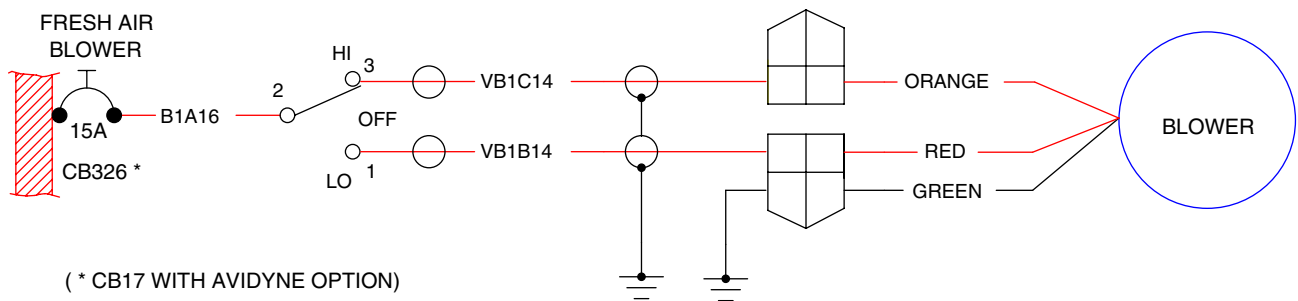 FRESH AIR
BLOWER
HI
3
2
VB1C14
ORANGE
15A
B1A16
OFF
BLOWER
CB326 *
1
LO
VB1B14
RED
GREEN
( * CB17 WITH AVIDYNE OPTION)